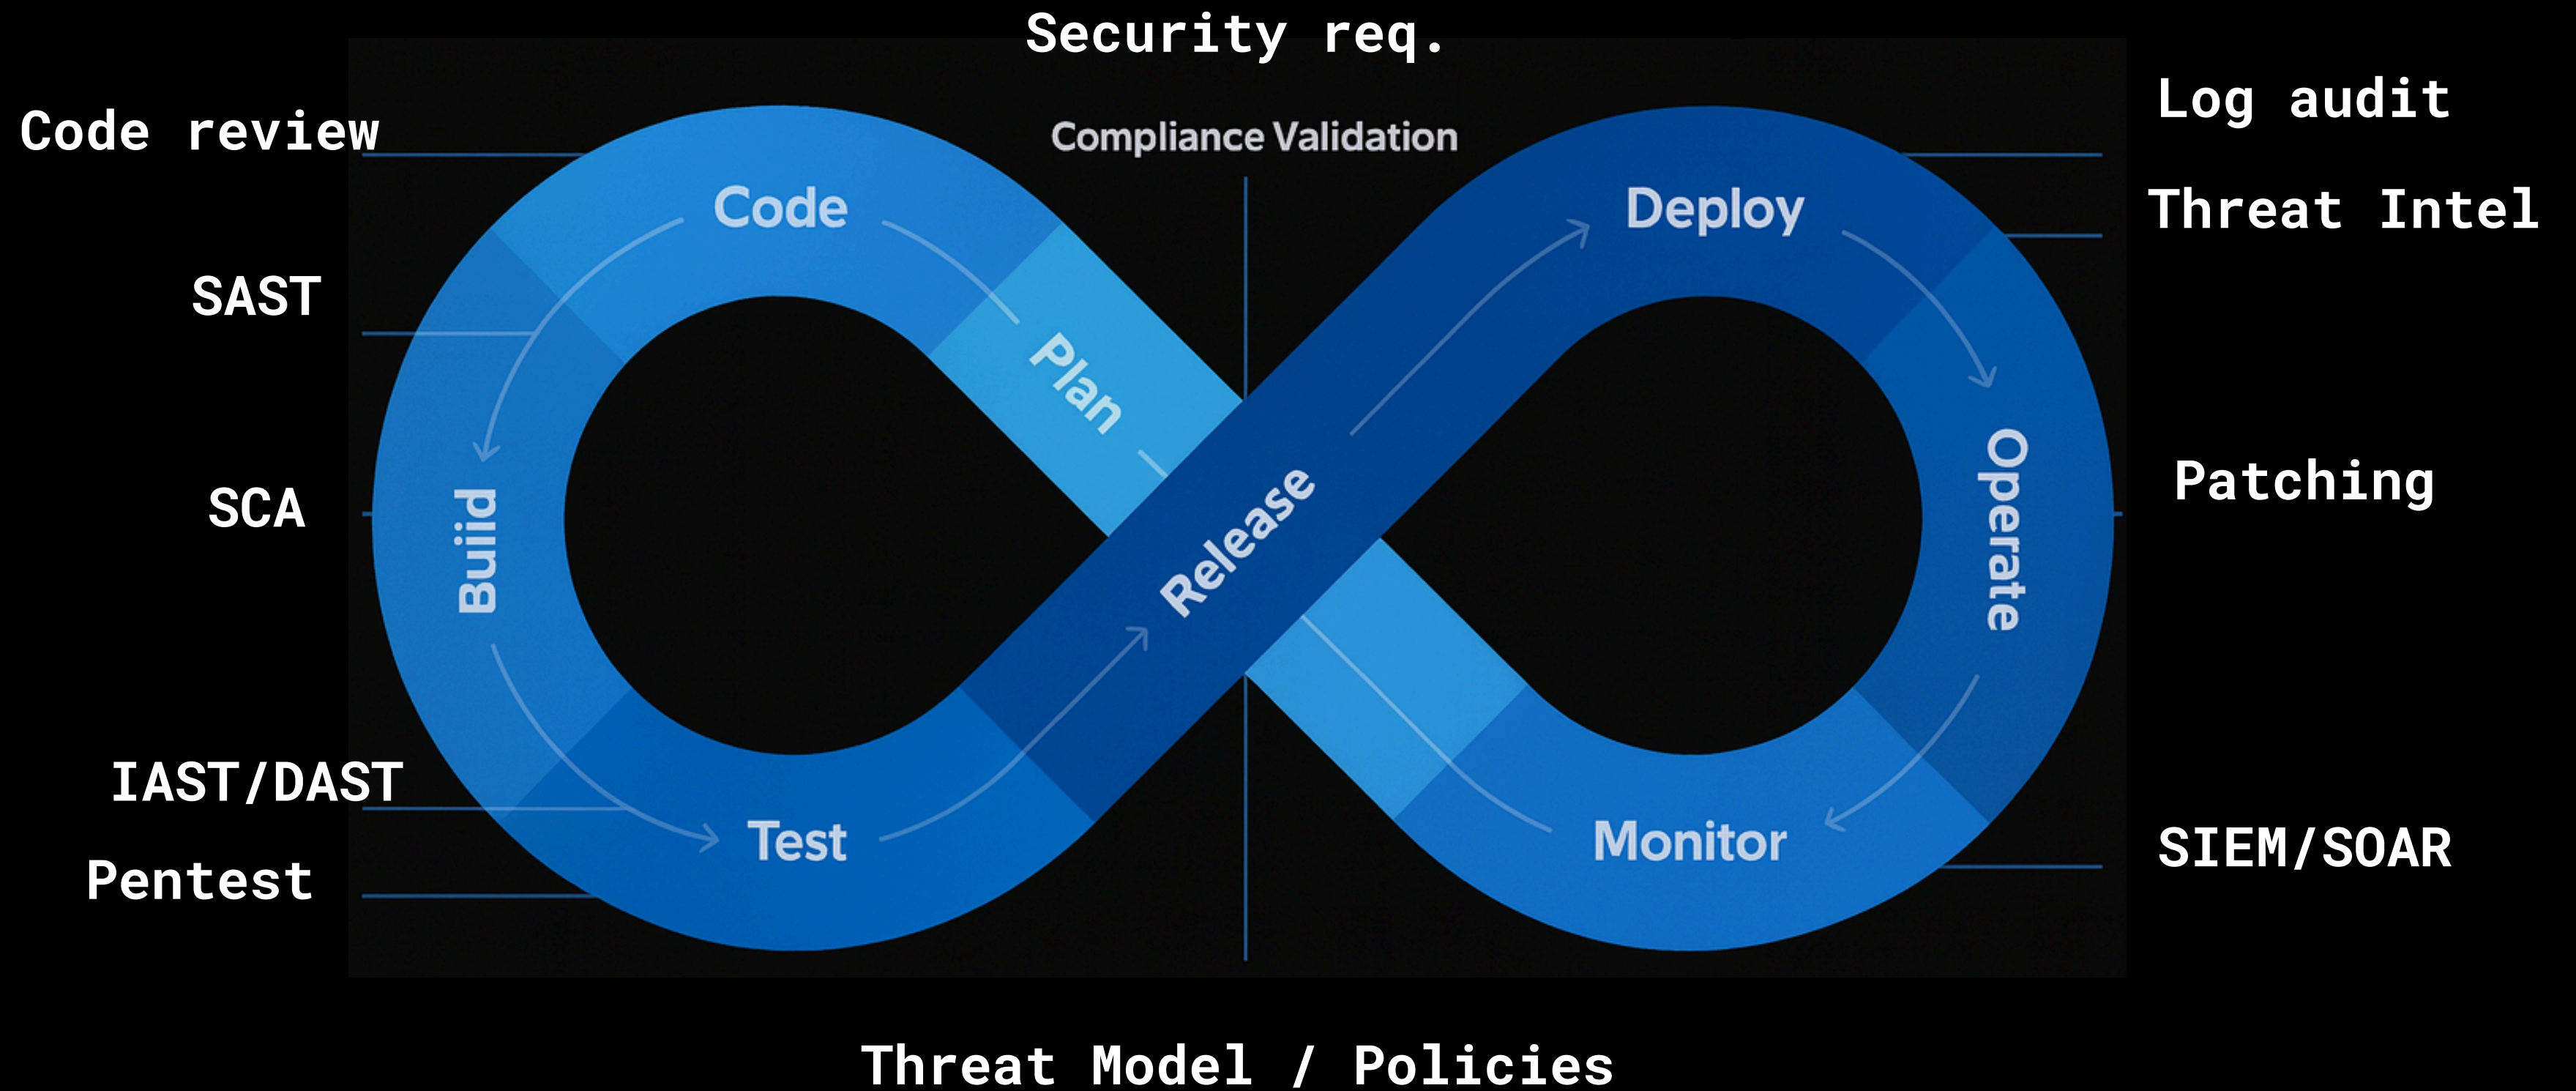 Security req.
Code review
Compliance Validation
Log audit
Code
Deploy
Threat Intel
SAST
Plan
SCA
Buiid
Release
Operate
Patching
IAST/DAST
Test
Monitor
SIEM/SOAR
Pentest
Threat Model / Policies